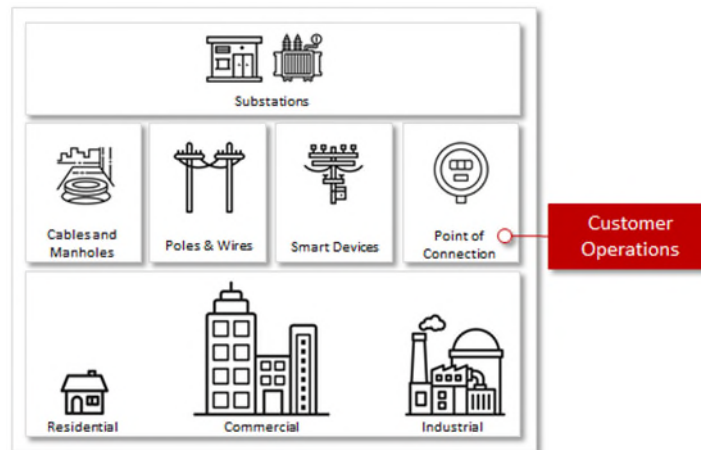 Substations
Cables and
Manholes
Poles & Wires
Smart Devices
Point of
Connection
Customer
Operations
Residential
Commercial
Industrial